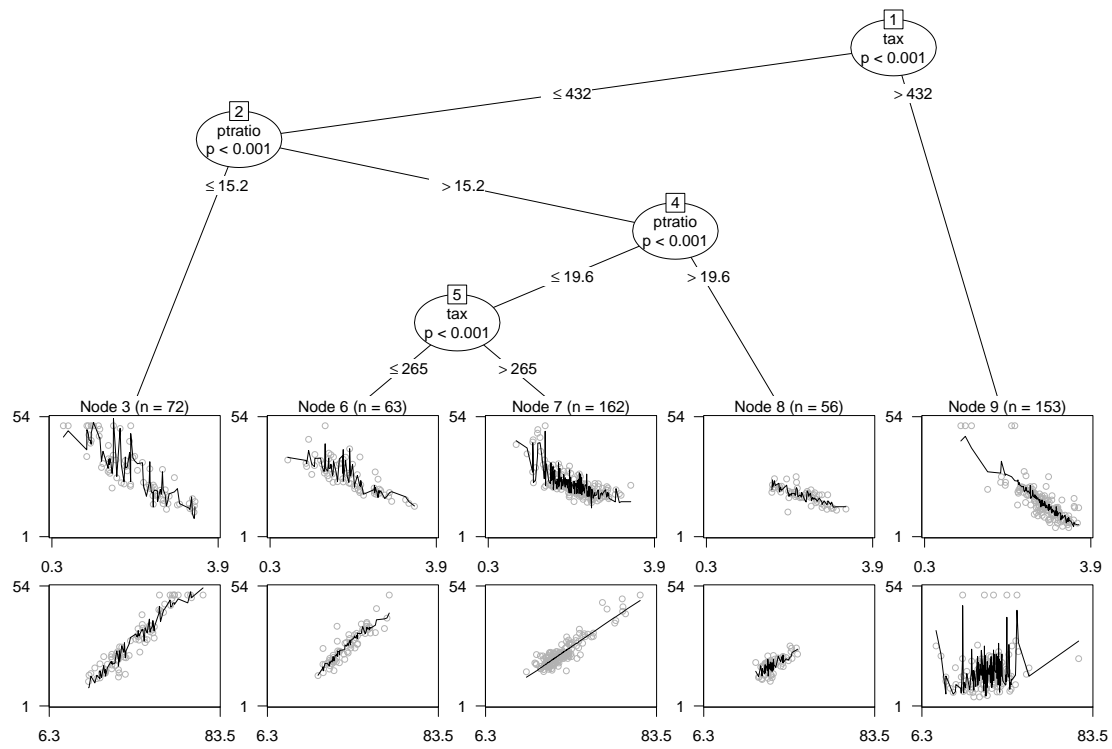 1
tax
p < 0.001
≤ 432
> 432
2
ptratio
p < 0.001
≤ 15.2
> 15.2
4
ptratio
p < 0.001
≤ 19.6
> 19.6
5
tax
p < 0.001
≤ 265
> 265
Node 3 (n = 72)
Node 6 (n = 63)
Node 7 (n = 162)
Node 8 (n = 56)
Node 9 (n = 153)
54 54 54 54 54
1 1 1 1 1
0.3 3.9 0.3 3.9 0.3 3.9 0.3 3.9 0.3 3.9
54 54 54 54 54
1 1 1 1 1
6.3 83.5 6.3 83.5 6.3 83.5 6.3 83.5 6.3 83.5